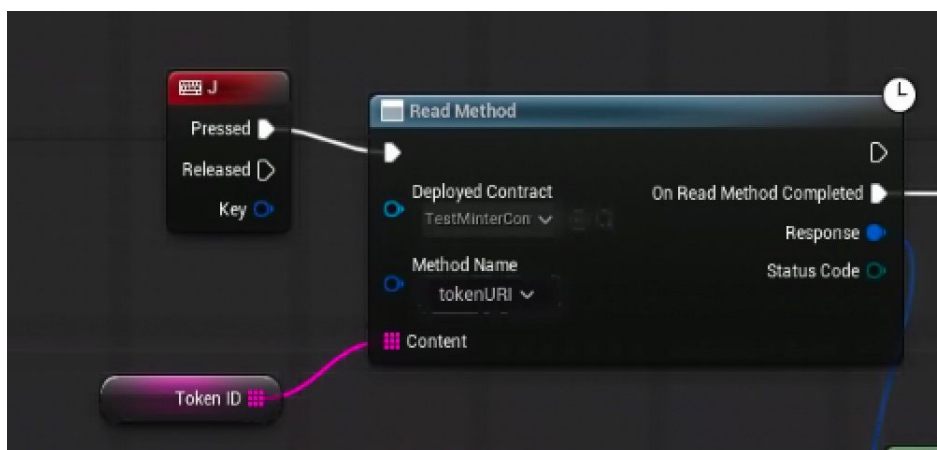 J
Pressed
Released
Key
Read Method
Deployed Contract
TestMinterCon
Method Name
tokenURI
Content
On Read Method Completed
Response
Status Code
Token ID